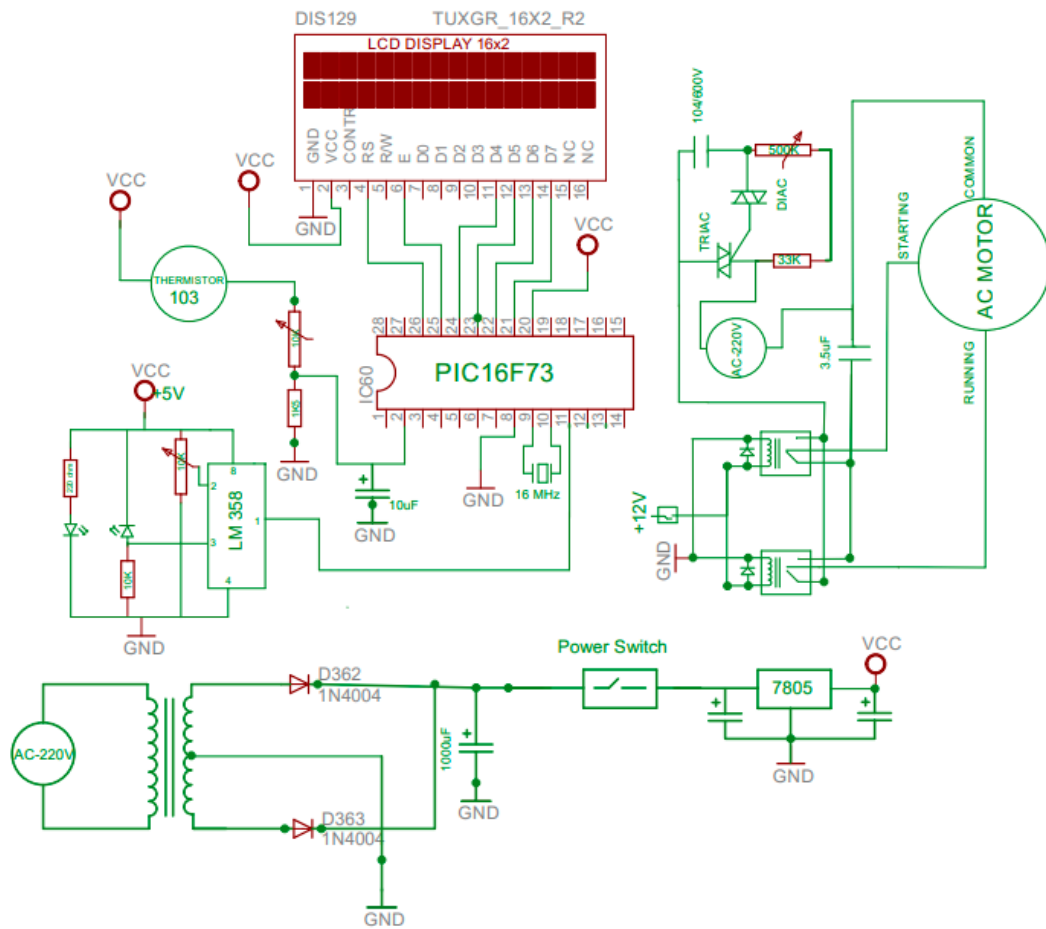 DIS129 TUXGR_16X2_R2
LCD DISPLAY 16x2
GND
VCC
CONTR
RS
R/W
E
D0
D1
D2
D3
D4
D5
D6
D7
NC
NC
1
2
3
4
5
6
7
8
9
10
11
12
13
14
15
16
GND
VCC
VCC
VCC
THERMISTOR
103
10K
1K5
GND
10uF
GND
28
27
26
25
24
23
22
21
20
19
18
17
16
15
IC60
PIC16F73
1
2
3
4
5
6
7
8
9
10
11
12
13
14
GND
16 MHz
VCC
+5V
220 ohm
10K
10K
8
2
1
3
4
LM 358
GND
104/600V
500K
DIAC
TRIAC
33K
AC-220V
3.5uF
STARTING
COMMON
RUNNING
AC MOTOR
+12V
GND
AC-220V
D362
1N4004
D363
1N4004
1000uF
GND
GND
Power Switch
7805
VCC
GND